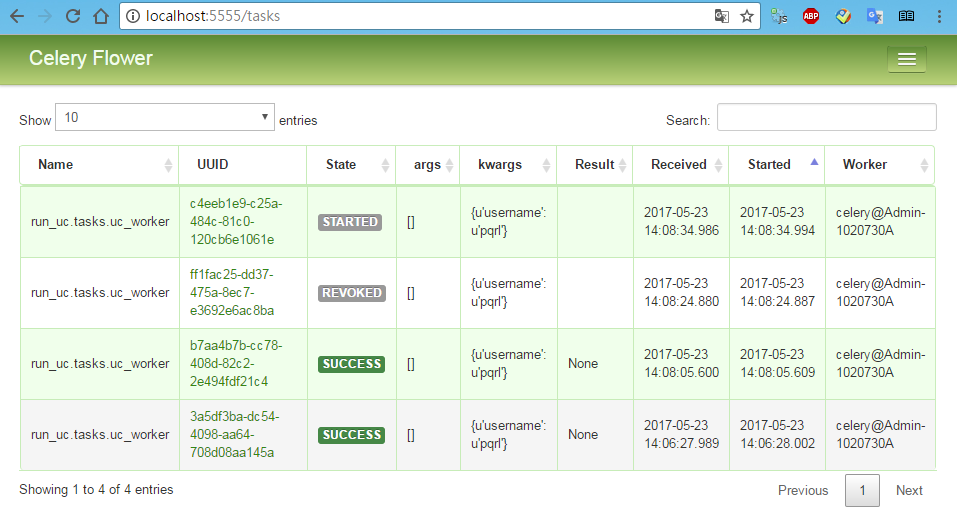 localhost:5555/tasks
js
ABP
Celery Flower
Show 10 entries
Search:
Name UUID State args kwargs Result Received Started Worker
run_uc.tasks.uc_worker
c4eeb1e9-c25a-
484c-81c0-
120cb6e1061e
STARTED
[]
{u'username':
u'pqrl'}
2017-05-23
14:08:34.986
2017-05-23
14:08:34.994
celery@Admin-
1020730A
run_uc.tasks.uc_worker
ff1fac25-dd37-
475a-8ec7-
e3692e6ac8ba
REVOKED
[]
{u'username':
u'pqrl'}
2017-05-23
14:08:24.880
2017-05-23
14:08:24.887
celery@Admin-
1020730A
run_uc.tasks.uc_worker
b7aa4b7b-cc78-
408d-82c2-
2e494fdf21c4
SUCCESS
[]
{u'username':
u'pqrl'}
None
2017-05-23
14:08:05.600
2017-05-23
14:08:05.609
celery@Admin-
1020730A
run_uc.tasks.uc_worker
3a5df3ba-dc54-
4098-aa64-
708d08aa145a
SUCCESS
[]
{u'username':
u'pqrl'}
None
2017-05-23
14:06:27.989
2017-05-23
14:06:28.002
celery@Admin-
1020730A
Showing 1 to 4 of 4 entries
Previous 1 Next